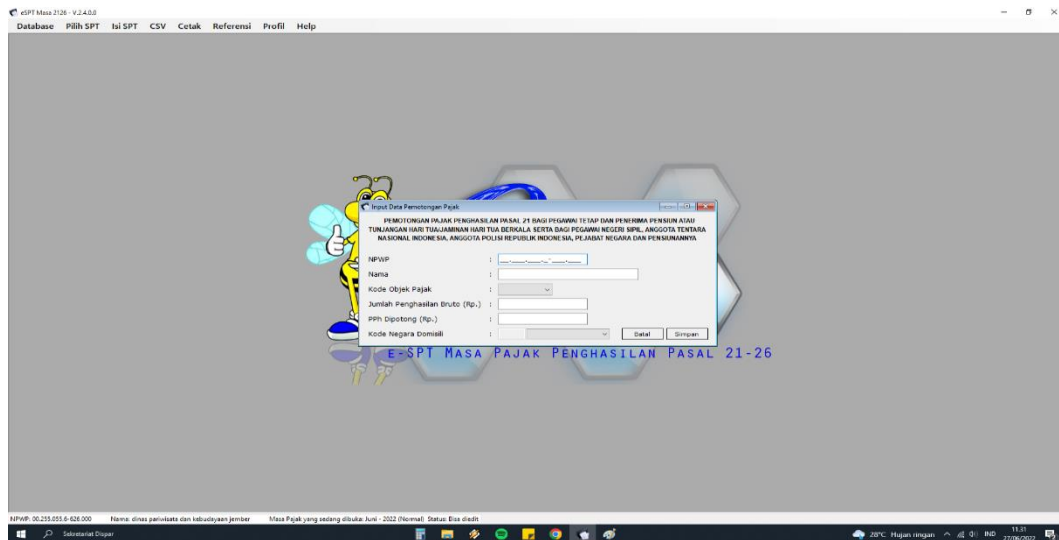 eSPT Masa 2126 - V.2.4.0.0
Database Pilih SPT Isi SPT CSV Cetak Referensi Profil Help
Input Data Pemotongan Pajak
PEMOTONGAN PAJAK PENGHASILAN PASAL 21 BAGI PEGAWAI TETAP DAN PENERIMA PENSIUN ATAU
TUNJANGAN HARI TUA/JAMINAN HARI TUA BERKALA SERTA BAGI PEGAWAI NEGERI SIPIL, ANGGOTA TENTARA
NASIONAL INDONESIA, ANGGOTA POLISI REPUBLIK INDONESIA, PEJABAT NEGARA DAN PENSIUNANNYA
NPWP : __.___.___._-___.___
Nama :
Kode Objek Pajak :
Jumlah Penghasilan Bruto (Rp.) :
PPh Dipotong (Rp.) :
Kode Negara Domisili : Batal Simpan
e-SPT Masa Pajak Penghasilan Pasal 21-26
NPWP: 00.255.055.6-626.000 Nama: dinas pariwisata dan kebudayaan jember Masa Pajak yang sedang dibuka: Juni - 2022 (Normal) Status: Bisa diedit
Sekretariat Dispar 28°C Hujan ringan IND 11.31
27/06/2022